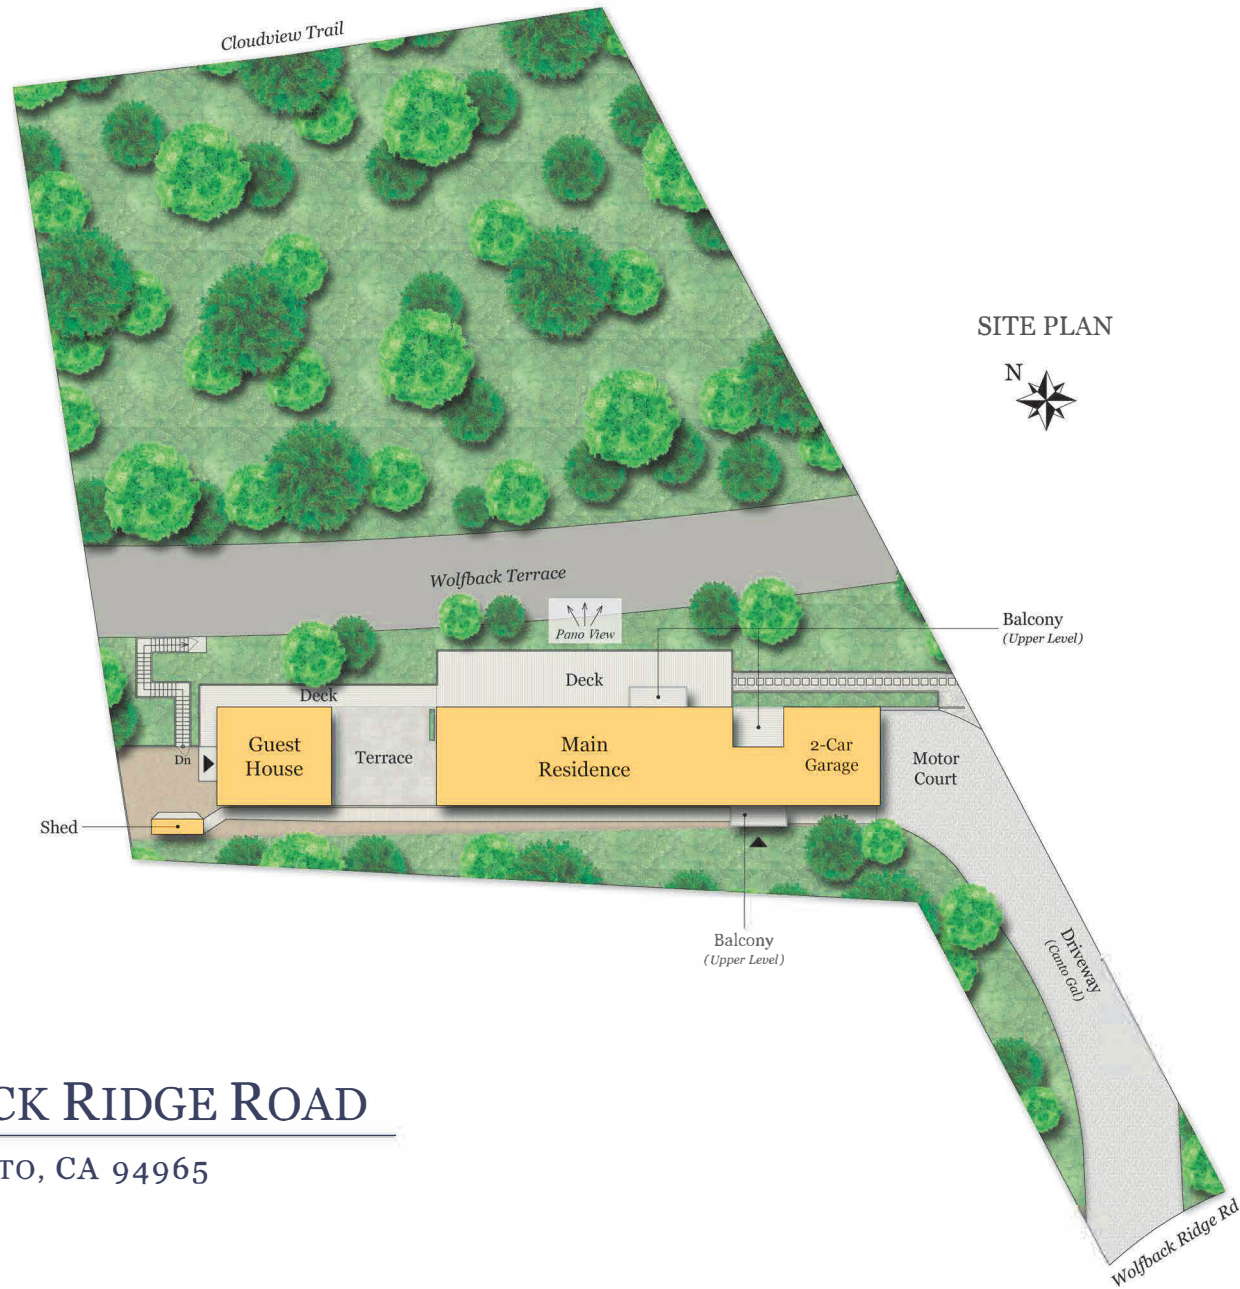 Cloudview Trail
SITE PLAN
N
Wolfback Terrace
Pano View
Balcony
(Upper Level)
Deck
Deck
Guest
House
Terrace
Main
Residence
2-Car
Garage
Motor
Court
Dn
Shed
Balcony
(Upper Level)
Driveway
(Canto Gal)
CK RIDGE ROAD
TO, CA 94965
Wolfback Ridge Rd